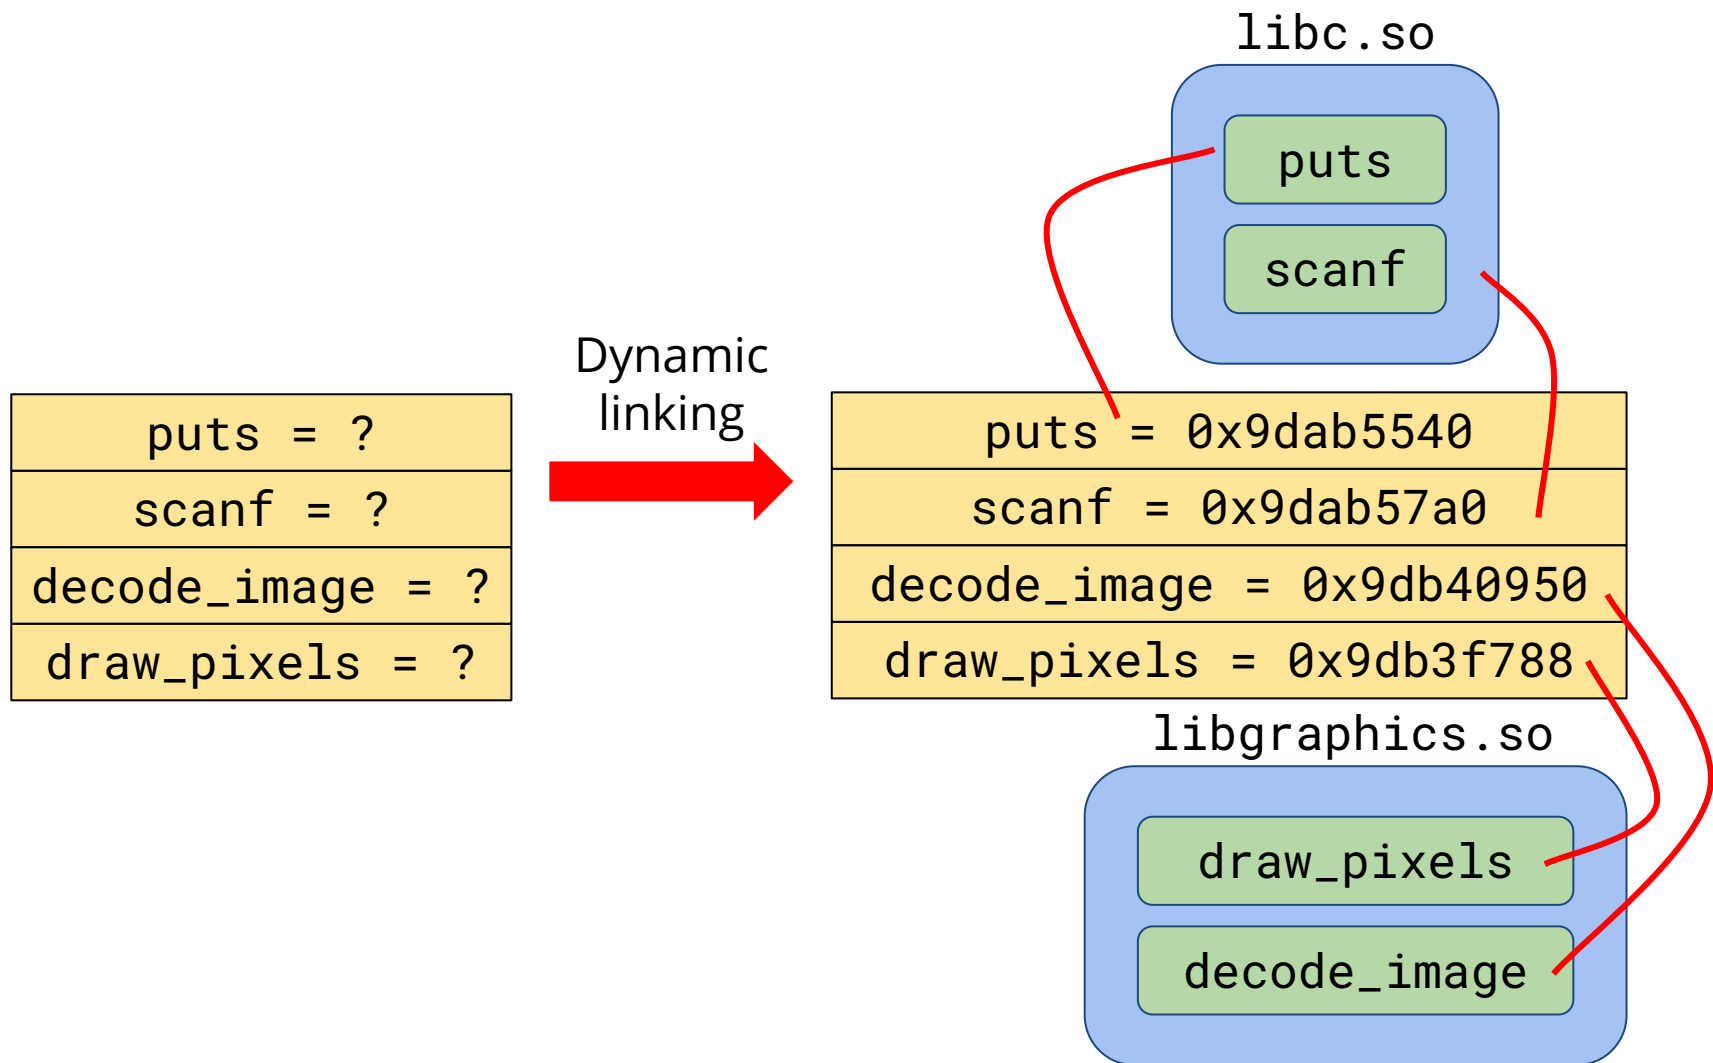 libc.so
puts
scanf
Dynamic
linking
puts = ?
scanf = ?
decode_image = ?
draw_pixels = ?
puts = 0x9dab5540
scanf = 0x9dab57a0
decode_image = 0x9db40950
draw_pixels = 0x9db3f788
libgraphics.so
draw_pixels
decode_image